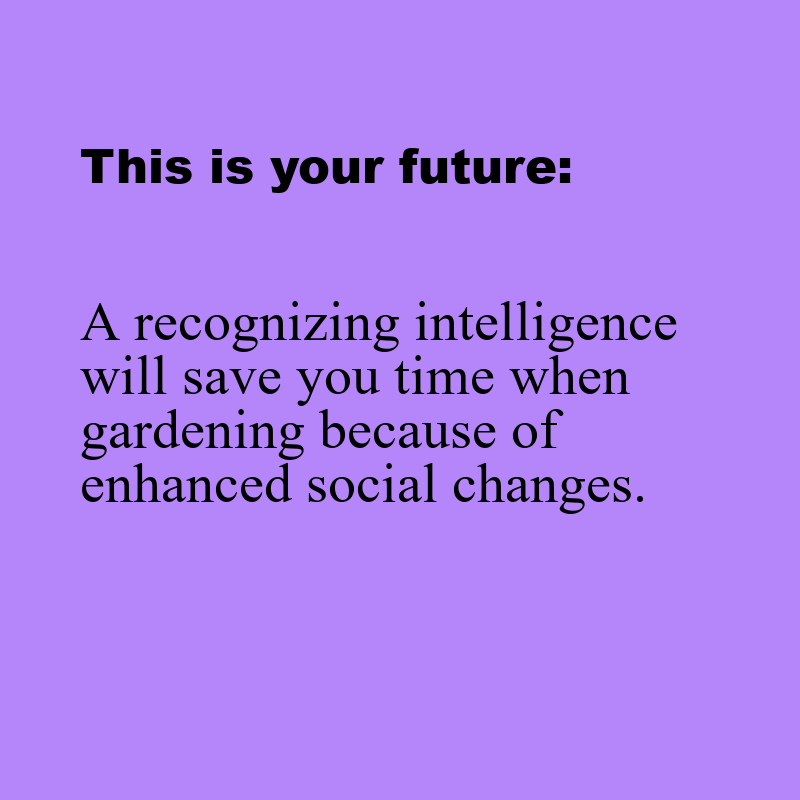 This is your future:
A recognizing intelligence
will save you time when
gardening because of
enhanced social changes.